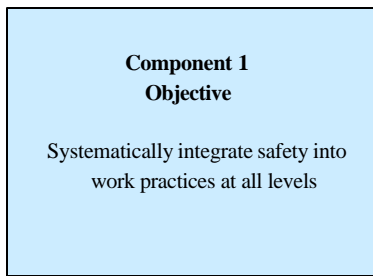 Component 1
Objective
Systematically integrate safety into
work practices at all levels